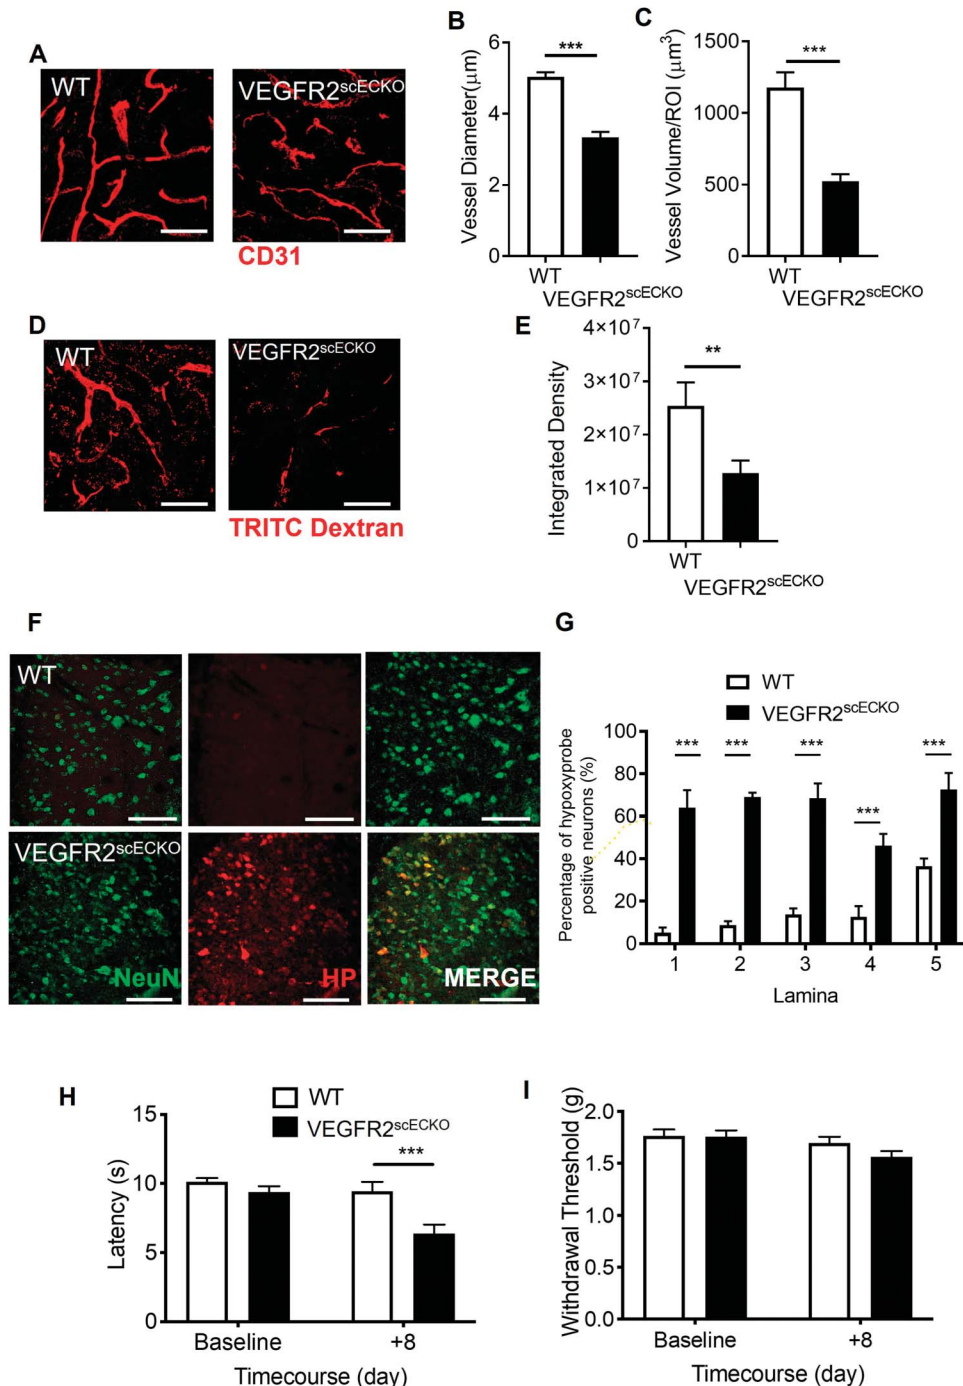 A
WT
VEGFR2scECKO
CD31
B
Vessel Diameter(μm)
6
4
2
0
***
WT
VEGFR2scECKO
C
Vessel Volume/ROI (μm³)
1500
1000
500
0
***
WT
VEGFR2scECKO
D
WT
VEGFR2scECKO
TRITC Dextran
E
Integrated Density
4×10⁷
3×10⁷
2×10⁷
1×10⁷
0
**
WT
VEGFR2scECKO
F
WT
VEGFR2scECKO
NeuN
HP
MERGE
G
WT
VEGFR2scECKO
Percentage of hypoxyprobe
positive neurons (%)
100
80
60
40
20
0
***
***
***
***
***
1 2 3 4 5
Lamina
H
WT
VEGFR2scECKO
Latency (s)
15
10
5
0
***
Baseline +8
Timecourse (day)
I
Withdrawal Threshold (g)
2.0
1.5
1.0
0.5
0.0
Baseline +8
Timecourse (day)